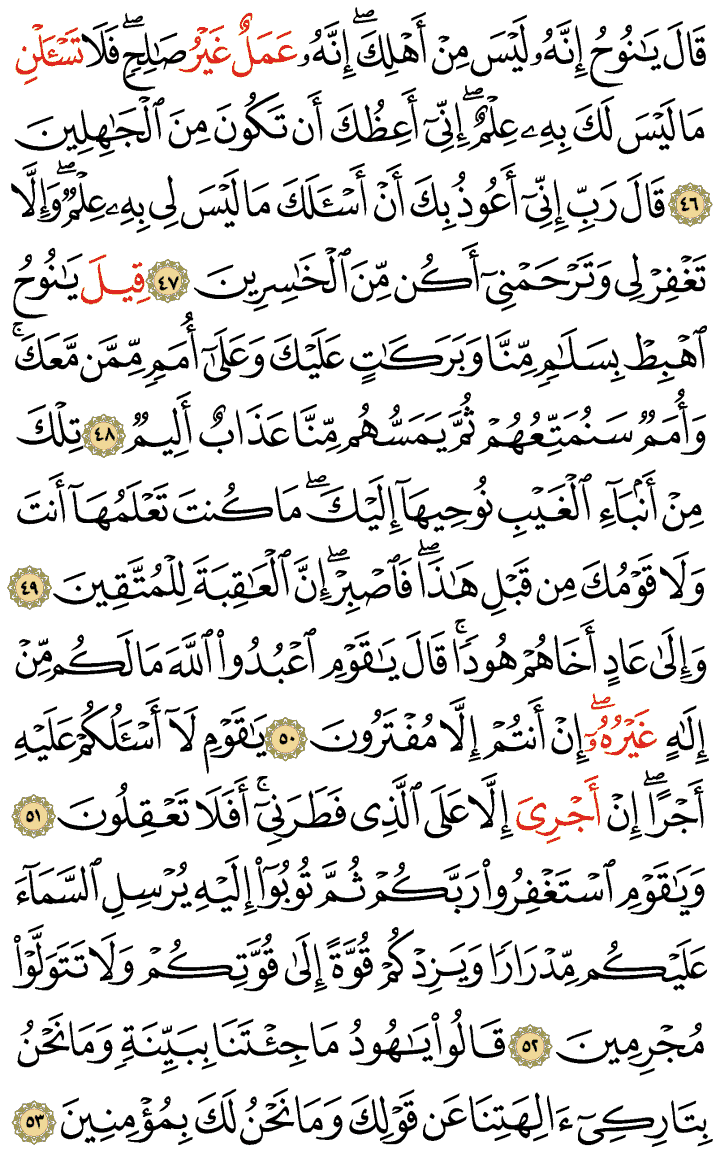 قَالَ يَـٰنُوحُ إِنَّهُۥ لَيْسَ مِنْ أَهْلِكَۖ إِنَّهُۥ عَمَلٌ غَيْرُ صَـٰلِحٖۖ فَلَا تَسْـَٔلْنِ
مَا لَيْسَ لَكَ بِهِۦ عِلْمٌۖ إِنِّىٓ أَعِظُكَ أَن تَكُونَ مِنَ ٱلْجَـٰهِلِينَ
٤٦ قَالَ رَبِّ إِنِّىٓ أَعُوذُ بِكَ أَنْ أَسْـَٔلَكَ مَا لَيْسَ لِى بِهِۦ عِلْمٌۖ وَإِلَّا
تَغْفِرْ لِى وَتَرْحَمْنِىٓ أَكُن مِّنَ ٱلْخَـٰسِرِينَ ٤٧ قِيلَ يَـٰنُوحُ
ٱهْبِطْ بِسَلَـٰمٍ مِّنَّا وَبَرَكَـٰتٍ عَلَيْكَ وَعَلَىٰٓ أُمَمٍ مِّمَّن مَّعَكَۚ
وَأُمَمٌ سَنُمَتِّعُهُمْ ثُمَّ يَمَسُّهُم مِّنَّا عَذَابٌ أَلِيمٌ ٤٨ تِلْكَ
مِنْ أَنۢبَآءِ ٱلْغَيْبِ نُوحِيهَآ إِلَيْكَۖ مَا كُنتَ تَعْلَمُهَآ أَنتَ
وَلَا قَوْمُكَ مِن قَبْلِ هَـٰذَاۖ فَٱصْبِرْۖ إِنَّ ٱلْعَـٰقِبَةَ لِلْمُتَّقِينَ ٤٩
وَإِلَىٰ عَادٍ أَخَاهُمْ هُودًاۚ قَالَ يَـٰقَوْمِ ٱعْبُدُوا۟ ٱللَّهَ مَا لَكُم مِّنْ
إِلَـٰهٍ غَيْرُهُۥٓۖ إِنْ أَنتُمْ إِلَّا مُفْتَرُونَ ٥٠ يَـٰقَوْمِ لَآ أَسْـَٔلُكُمْ عَلَيْهِ
أَجْرًاۖ إِنْ أَجْرِىَ إِلَّا عَلَى ٱلَّذِى فَطَرَنِىٓۚ أَفَلَا تَعْقِلُونَ ٥١
وَيَـٰقَوْمِ ٱسْتَغْفِرُوا۟ رَبَّكُمْ ثُمَّ تُوبُوٓا۟ إِلَيْهِ يُرْسِلِ ٱلسَّمَآءَ
عَلَيْكُم مِّدْرَارًا وَيَزِدْكُمْ قُوَّةً إِلَىٰ قُوَّتِكُمْ وَلَا تَتَوَلَّوْا۟
مُجْرِمِينَ ٥٢ قَالُوا۟ يَـٰهُودُ مَا جِئْتَنَا بِبَيِّنَةٍ وَمَا نَحْنُ
بِتَارِكِىٓ ءَالِهَتِنَا عَن قَوْلِكَ وَمَا نَحْنُ لَكَ بِمُؤْمِنِينَ ٥٣